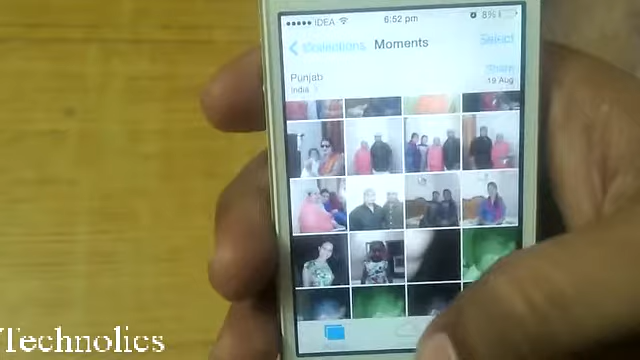 IDEA 6:52 pm 8%
Collections Moments Select
Punjab
India 19 Aug
Technolics